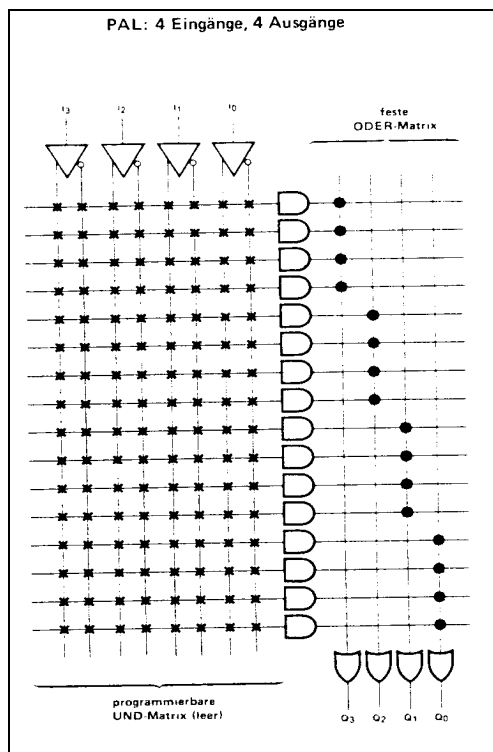 PAL: 4 Eingänge, 4 Ausgänge
I3 I2 I1 I0
feste
ODER-Matrix
programmierbare
UND-Matrix (leer)
Q3 Q2 Q1 Q0